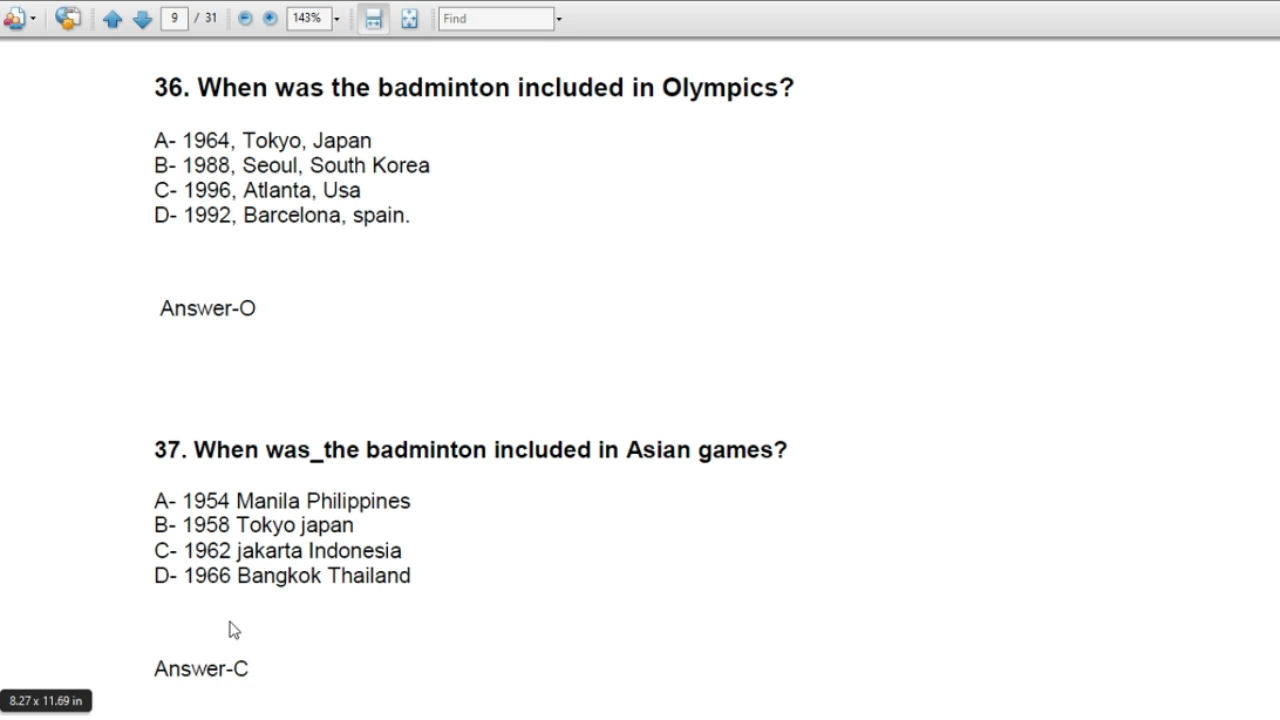 9 / 31 143% Find
36. When was the badminton included in Olympics?
A- 1964, Tokyo, Japan
B- 1988, Seoul, South Korea
C- 1996, Atlanta, Usa
D- 1992, Barcelona, spain.
Answer-O
37. When was_the badminton included in Asian games?
A- 1954 Manila Philippines
B- 1958 Tokyo japan
C- 1962 jakarta Indonesia
D- 1966 Bangkok Thailand
Answer-C
8.27 x 11.69 in